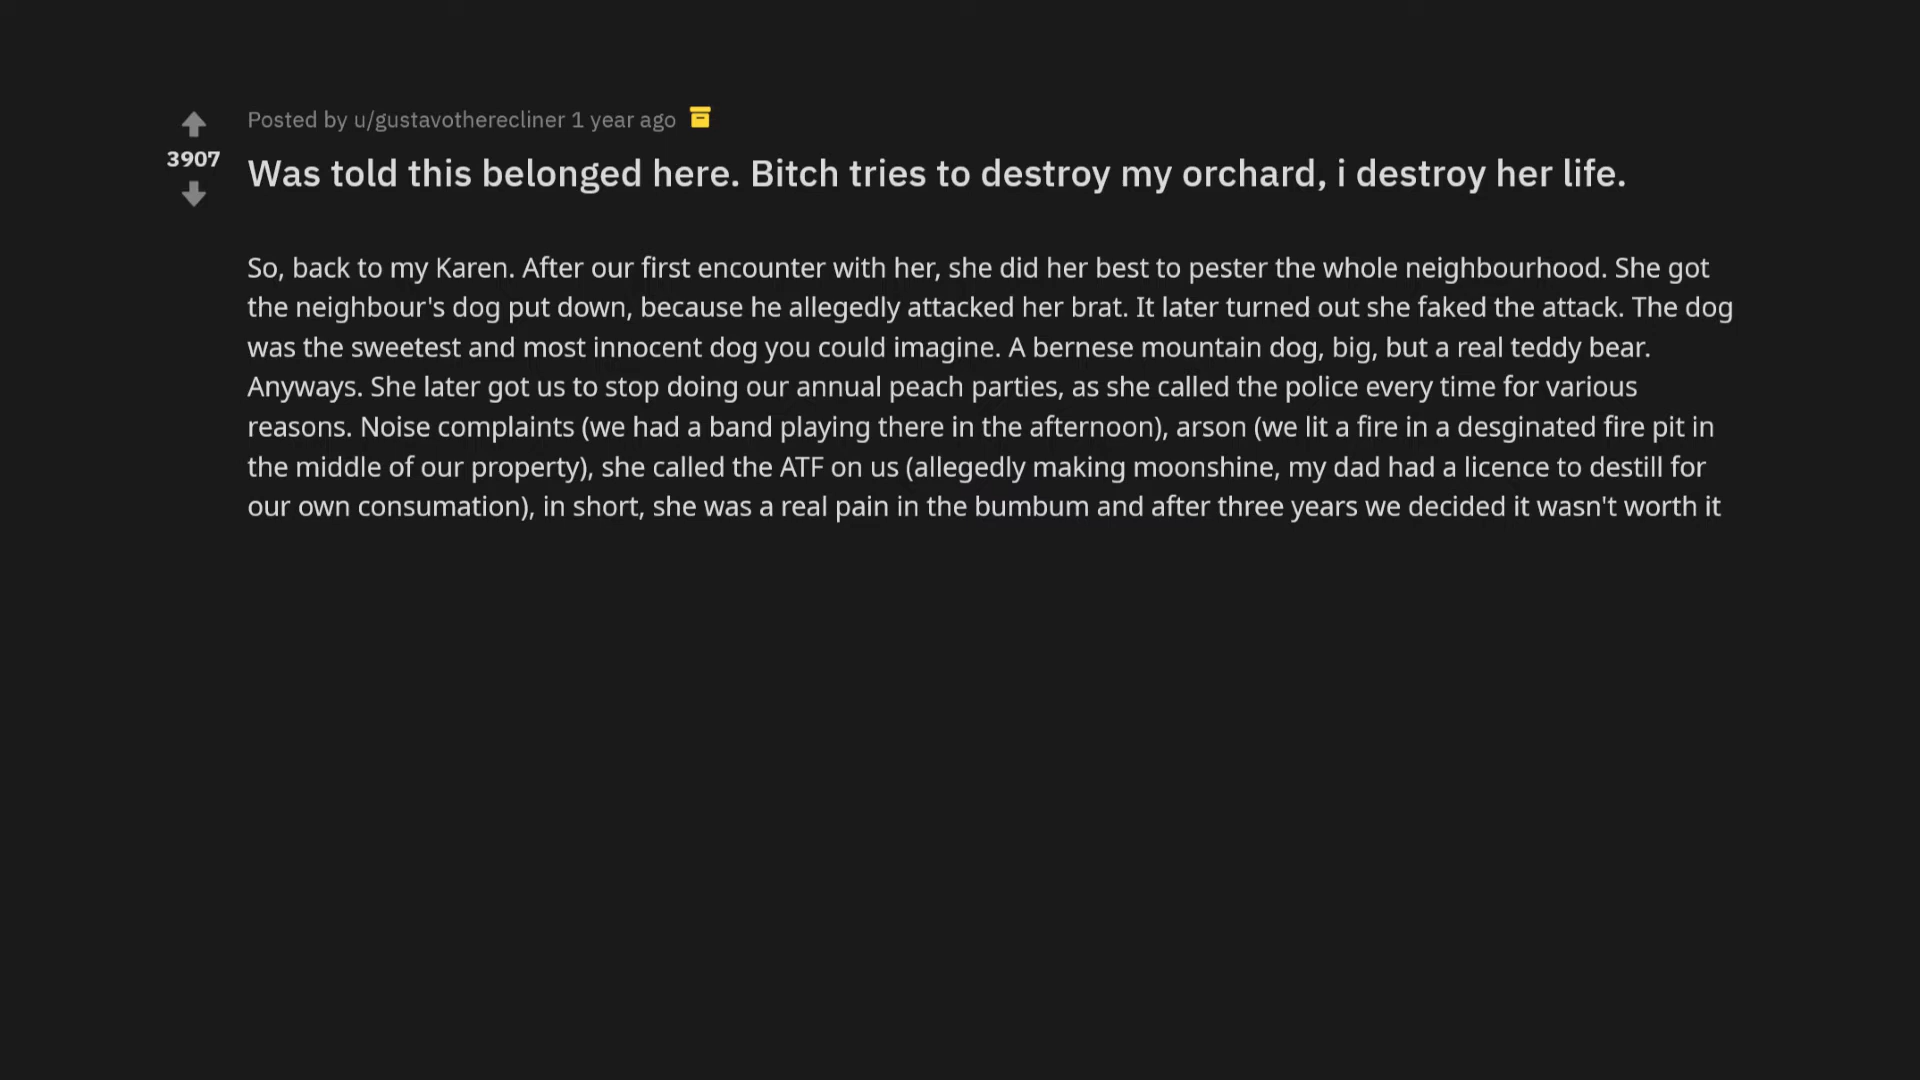 Posted by u/gustavotherecliner 1 year ago
3907
Was told this belonged here. Bitch tries to destroy my orchard, i destroy her life.
So, back to my Karen. After our first encounter with her, she did her best to pester the whole neighbourhood. She got
the neighbour's dog put down, because he allegedly attacked her brat. It later turned out she faked the attack. The dog
was the sweetest and most innocent dog you could imagine. A bernese mountain dog, big, but a real teddy bear.
Anyways. She later got us to stop doing our annual peach parties, as she called the police every time for various
reasons. Noise complaints (we had a band playing there in the afternoon), arson (we lit a fire in a desginated fire pit in
the middle of our property), she called the ATF on us (allegedly making moonshine, my dad had a licence to destill for
our own consumation), in short, she was a real pain in the bumbum and after three years we decided it wasn't worth it